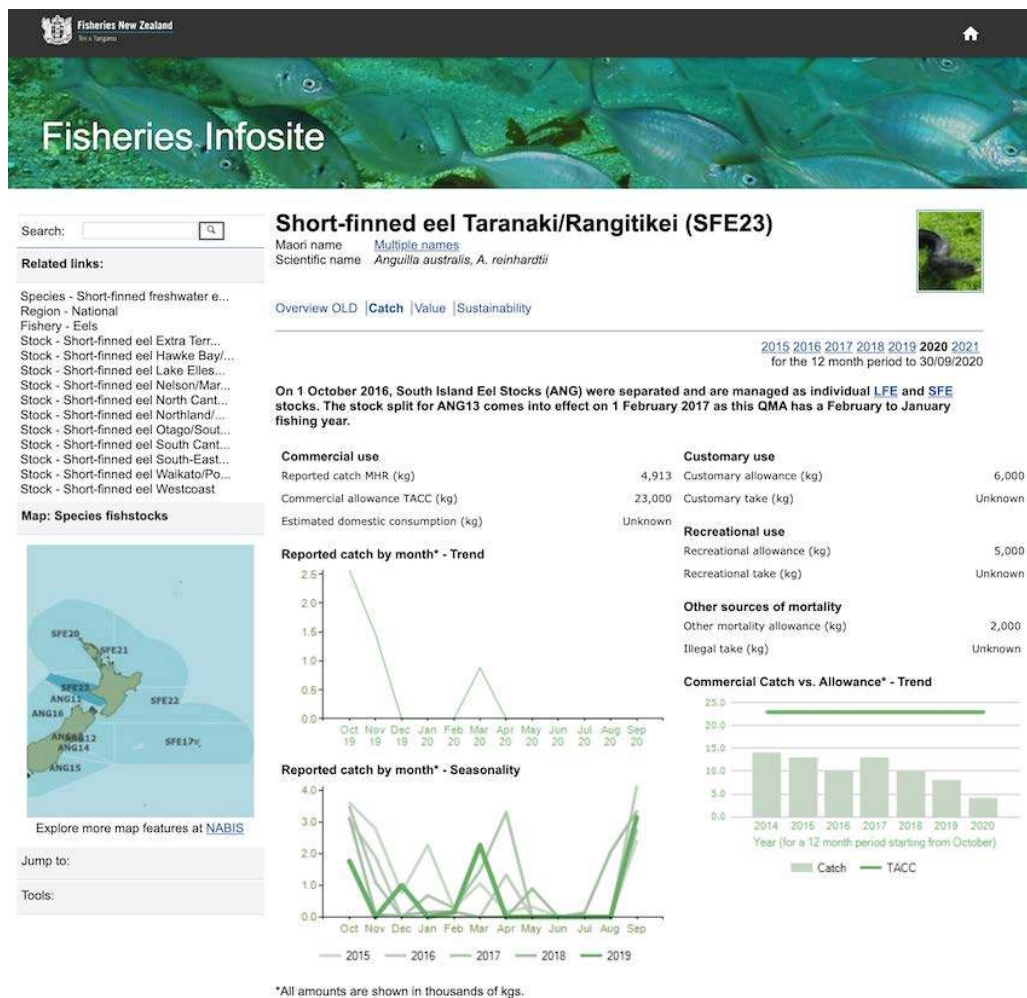 Fisheries New Zealand
Tini a Tangaroa
Fisheries Infosite
Search:
Related links:
Species - Short-finned freshwater e...
Region - National
Fishery - Eels
Stock - Short-finned eel Extra Terr...
Stock - Short-finned eel Hawke Bay/...
Stock - Short-finned eel Lake Elles...
Stock - Short-finned eel Nelson/Mar...
Stock - Short-finned eel North Cant...
Stock - Short-finned eel Northland/...
Stock - Short-finned eel Otago/Sout...
Stock - Short-finned eel South Cant...
Stock - Short-finned eel South-East...
Stock - Short-finned eel Waikato/Po...
Stock - Short-finned eel Westcoast
Map: Species fishstocks
SFE20
SFE21
SFE23
ANG11
SFE22
ANG16
ANG12
SFE17
ANG14
ANG15
Explore more map features at NABIS
Jump to:
Tools:
Short-finned eel Taranaki/Rangitikei (SFE23)
Maori name Multiple names
Scientific name Anguilla australis, A. reinhardtii
Overview OLD |Catch |Value |Sustainability
2015 2016 2017 2018 2019 2020 2021
for the 12 month period to 30/09/2020
On 1 October 2016, South Island Eel Stocks (ANG) were separated and are managed as individual LFE and SFE
stocks. The stock split for ANG13 comes into effect on 1 February 2017 as this QMA has a February to January
fishing year.
Commercial use
Reported catch MHR (kg) 4,913
Commercial allowance TACC (kg) 23,000
Estimated domestic consumption (kg) Unknown
Reported catch by month* - Trend
2.5
2.0
1.5
1.0
0.5
0.0
Oct Nov Dec Jan Feb Mar Apr May Jun Jul Aug Sep
19 19 19 20 20 20 20 20 20 20 20 20
Reported catch by month* - Seasonality
4.0
3.0
2.0
1.0
0.0
Oct Nov Dec Jan Feb Mar Apr May Jun Jul Aug Sep
2015 2016 2017 2018 2019
*All amounts are shown in thousands of kgs.
Customary use
Customary allowance (kg) 6,000
Customary take (kg) Unknown
Recreational use
Recreational allowance (kg) 5,000
Recreational take (kg) Unknown
Other sources of mortality
Other mortality allowance (kg) 2,000
Illegal take (kg) Unknown
Commercial Catch vs. Allowance* - Trend
25.0
20.0
15.0
10.0
5.0
0.0
2014 2015 2016 2017 2018 2019 2020
Year (for a 12 month period starting from October)
Catch TACC